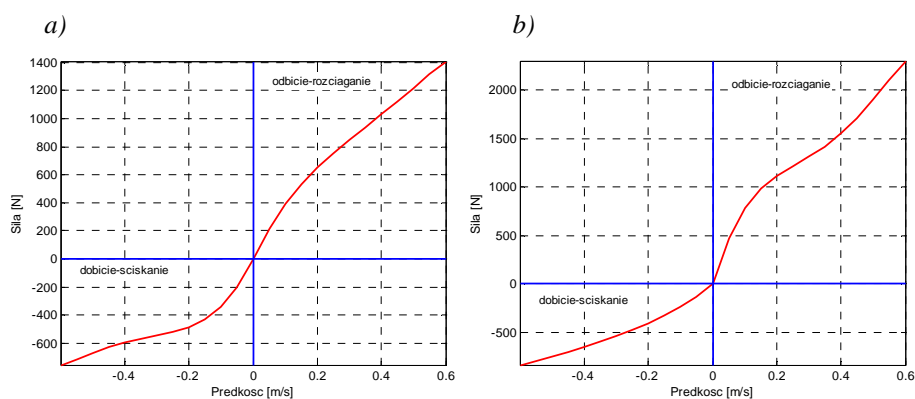 a)
1400
1200
1000
800
600
400
200
0
-200
-400
-600
odbicie-rozciaganie
dobicie-sciskanie
Sila [N]
-0.4 -0.2 0 0.2 0.4 0.6
Predkosc [m/s]
b)
2000
1500
1000
500
0
-500
odbicie-rozciaganie
dobicie-sciskanie
Sila [N]
-0.4 -0.2 0 0.2 0.4 0.6
Predkosc [m/s]